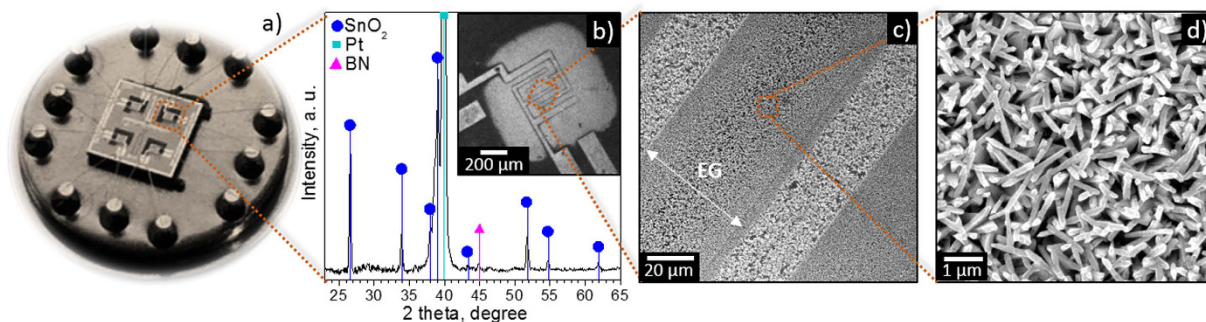 a)
Intensity, a. u.
SnO₂
Pt
BN
b)
200 µm
23 25 30 35 40 45 50 55 60 65
2 theta, degree
c)
EG
20 µm
d)
1 µm